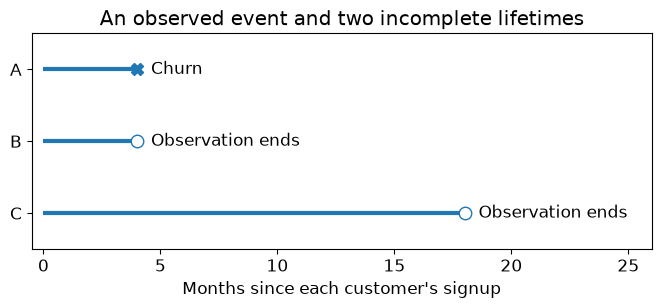 An observed event and two incomplete lifetimes
A
Churn
B
Observation ends
C
Observation ends
0 5 10 15 20 25
Months since each customer's signup